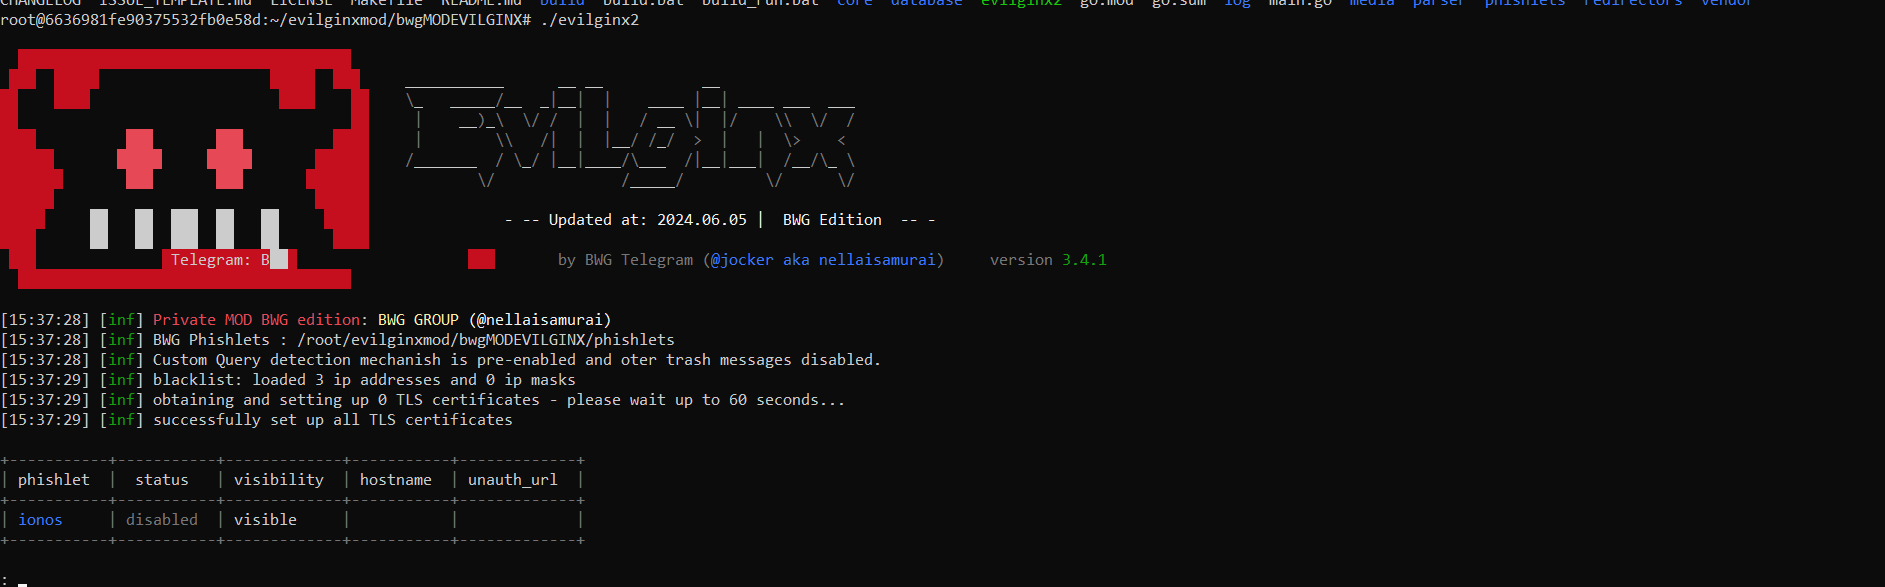 CHANGELOG ISSUE_TEMPLATE.md LICENSE Makefile README.md build build.bat build_run.bat core database evilginx2 go.mod go.sum log main.go media parser phishlets redirectors vendor
root@6636981fe90375532fb0e58d:~/evilginxmod/bwgMODEVILGINX# ./evilginx2
Evilginx
- -- Updated at: 2024.06.05 | BWG Edition -- -
Telegram: B
by BWG Telegram (@jocker aka nellaisamurai) version 3.4.1
[15:37:28] [inf] Private MOD BWG edition: BWG GROUP (@nellaisamurai)
[15:37:28] [inf] BWG Phishlets : /root/evilginxmod/bwgMODEVILGINX/phishlets
[15:37:28] [inf] Custom Query detection mechanish is pre-enabled and oter trash messages disabled.
[15:37:29] [inf] blacklist: loaded 3 ip addresses and 0 ip masks
[15:37:29] [inf] obtaining and setting up 0 TLS certificates - please wait up to 60 seconds...
[15:37:29] [inf] successfully set up all TLS certificates
| phishlet | status | visibility | hostname | unauth_url |
| ionos | disabled | visible | | |
: